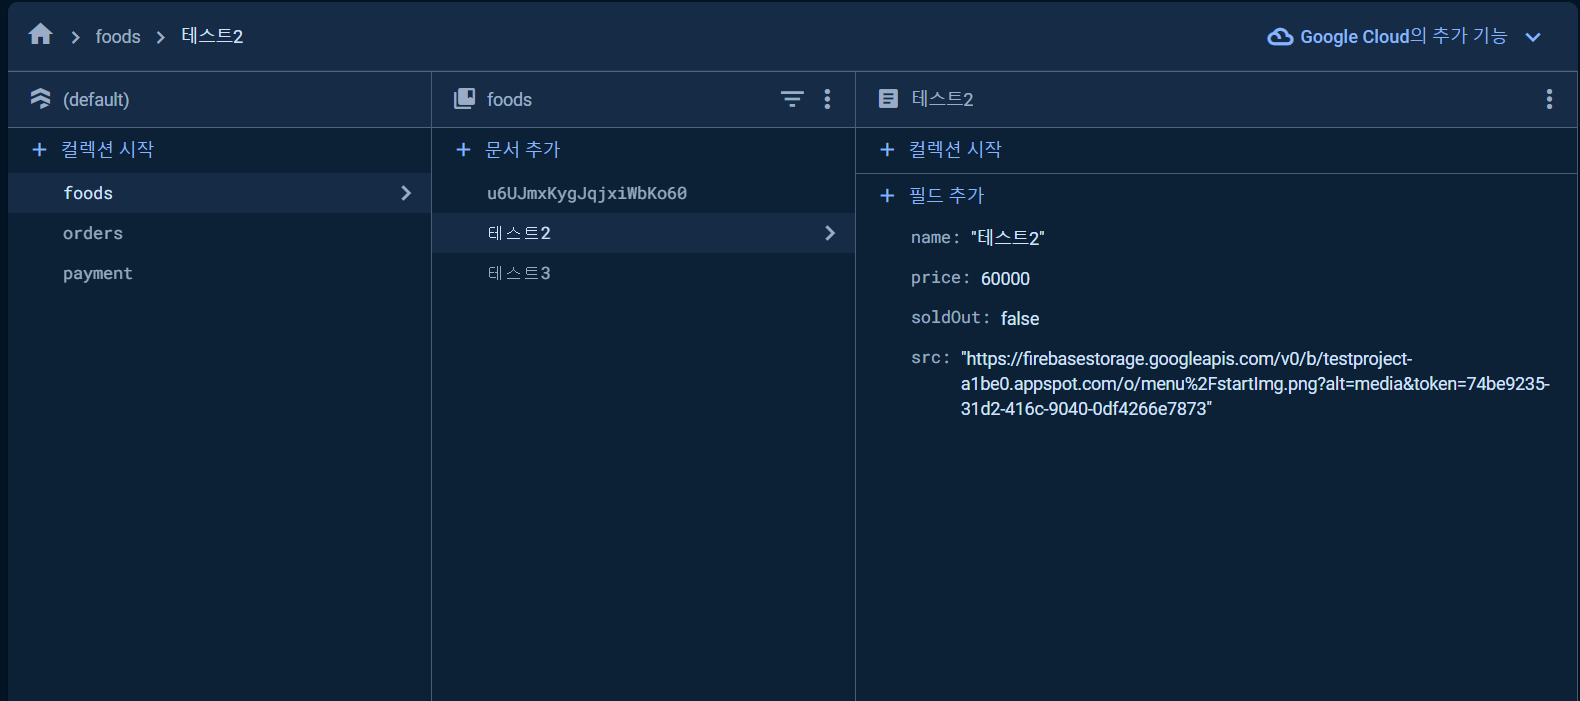 foods
테스트2
Google Cloud의 추가 기능
(default)
컬렉션 시작
foods
orders
payment
foods
문서 추가
u6UJmxKygJqjxiWbKo60
테스트2
테스트3
테스트2
컬렉션 시작
필드 추가
name: "테스트2"
price: 60000
soldOut: false
src: "https://firebasestorage.googleapis.com/v0/b/testproject-
a1be0.appspot.com/o/menu%2FstartImg.png?alt=media&token=74be9235-
31d2-416c-9040-0df4266e7873"